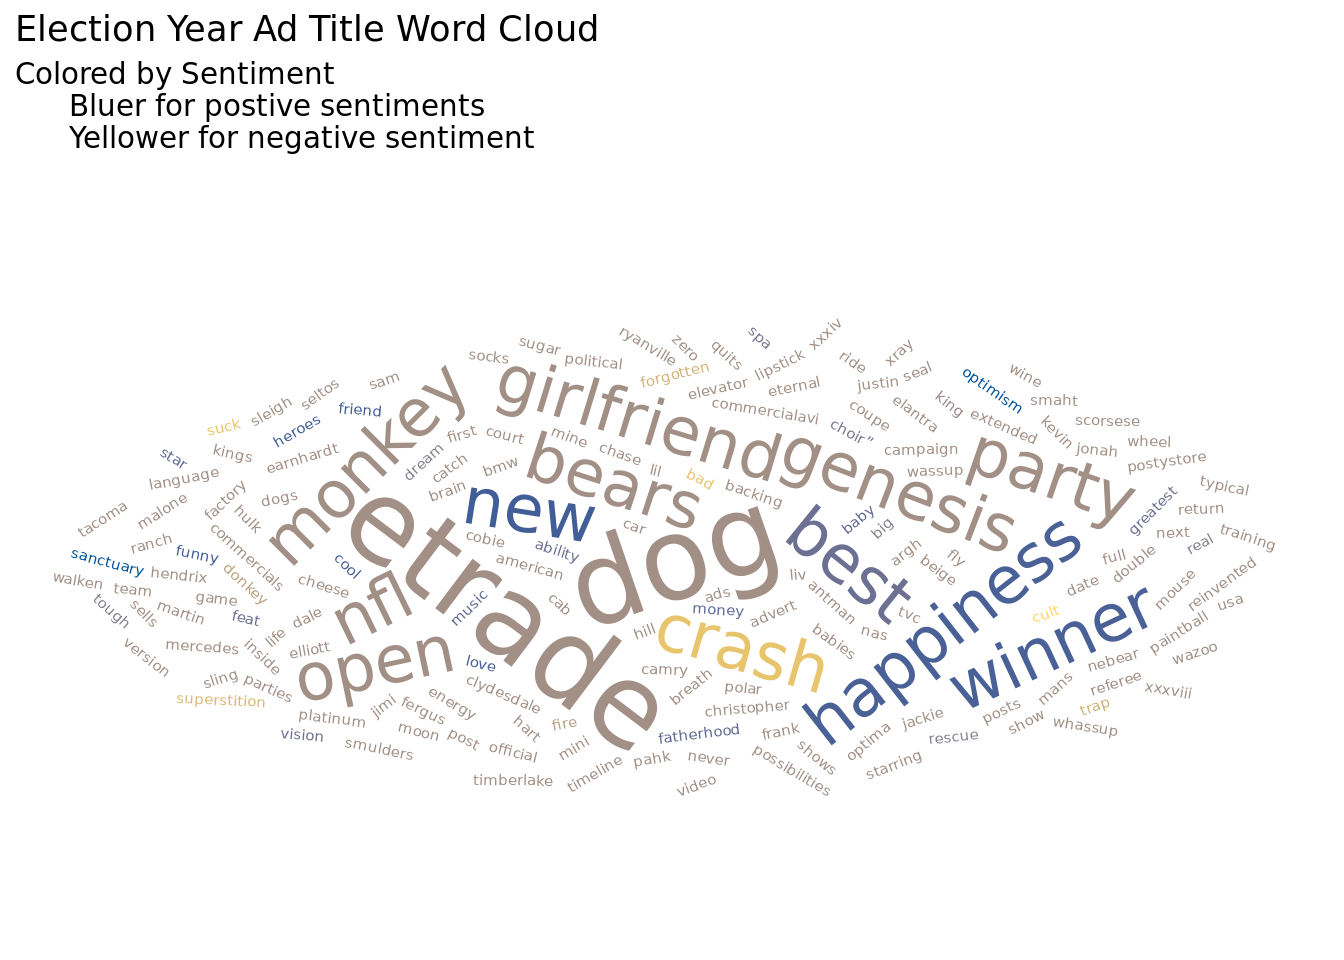 Election Year Ad Title Word Cloud
Colored by Sentiment
Bluer for postive sentiments
Yellower for negative sentiment
ryanville
zero
quits
spa
lipstick
xxxiv
ride
xray
sugar
socks
political
forgotten
elevator
eternal
justin
seal
optimism
wine
smaht
sam
seltos
sleigh
suck
heroes
friend
monkey
girlfriend
commercialavi
coupe
elantra
king
extended
kevin
scorsese
star
kings
earnhardt
first
court
mine
chase
lil
choir”
campaign
jonah
wheel
language
dream
catch
bmw
bears
bad
backing
genesis
wassup
party
postystore
tacoma
malone
factory
dogs
brain
new
car
best
baby
big
greatest
typical
return
ranch
hulk
commercials
cobie
ability
american
dog
argh
fly
beige
happiness
next
real
training
sanctuary
funny
cool
etrade
liv
antman
full
double
walken
hendrix
donkey
cheese
nfl
music
cab
ads
money
advert
tvc
date
mouse
reinvented
team
game
tough
sells
martin
feat
life
dale
hill
crash
babies
nas
cult
winner
usa
version
mercedes
inside
elliott
open
love
camry
paintball
wazoo
nebear
sling
parties
clydesdale
breath
polar
mans
referee
xxxviii
superstition
platinum
jimi
fergus
energy
hart
fire
christopher
jackie
posts
trap
vision
smulders
moon
post
official
mini
fatherhood
frank
shows
optima
rescue
show
whassup
timberlake
timeline
pahk
never
possibilities
starring
video